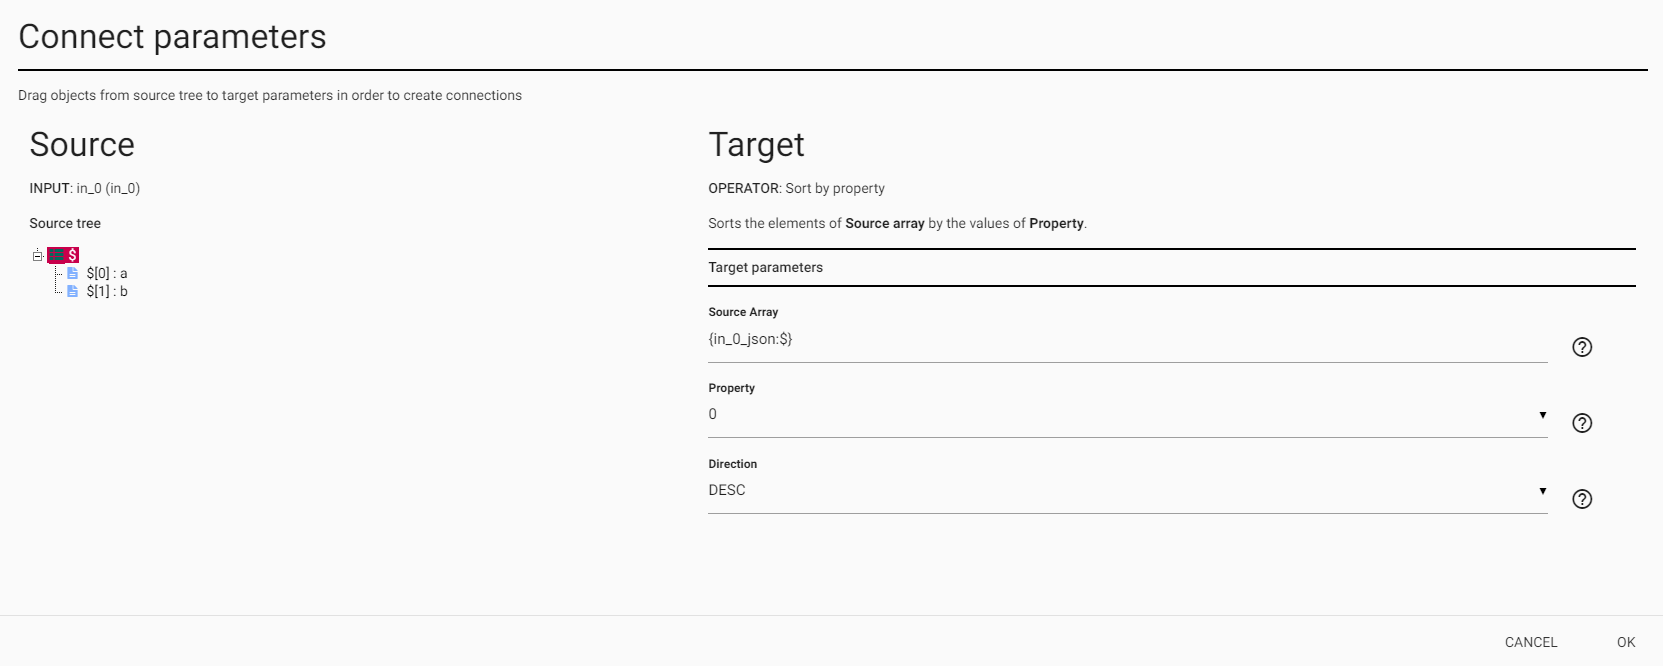 Connect parameters
Drag objects from source tree to target parameters in order to create connections
Source
INPUT: in_0 (in_0)
Source tree
$
$[0] : a
$[1] : b
Target
OPERATOR: Sort by property
Sorts the elements of Source array by the values of Property.
Target parameters
Source Array
{in_0_json:$}
Property
0
Direction
DESC
CANCEL
OK